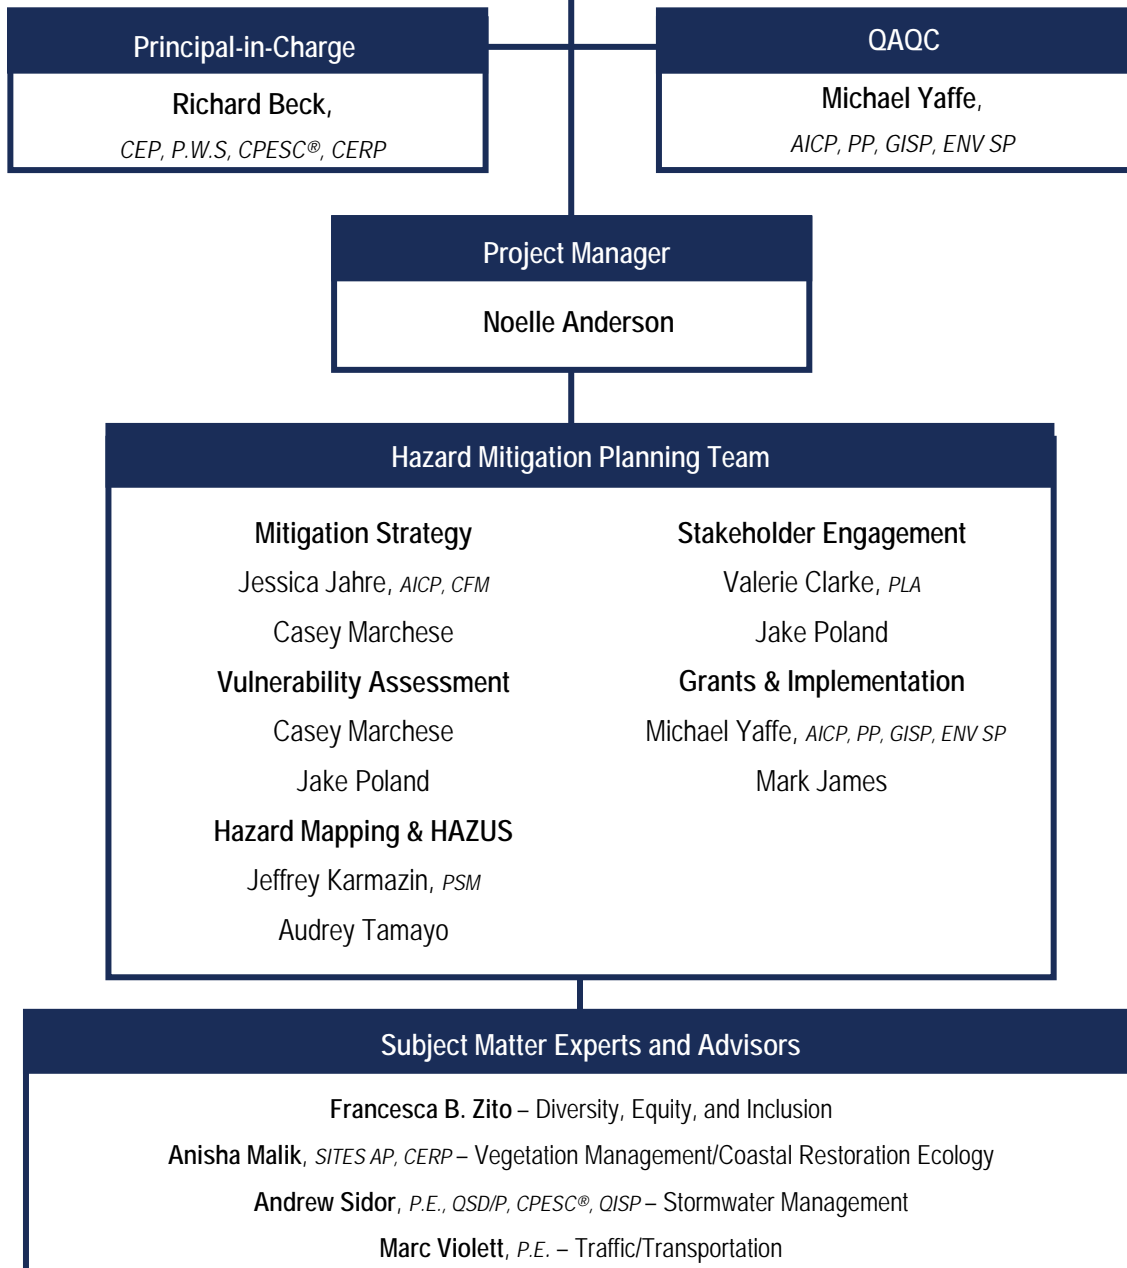 Principal-in-Charge
Richard Beck,
CEP, P.W.S, CPESC®, CERP
QAQC
Michael Yaffe,
AICP, PP, GISP, ENV SP
Project Manager
Noelle Anderson
Hazard Mitigation Planning Team
Mitigation Strategy
Jessica Jahre, AICP, CFM
Casey Marchese
Vulnerability Assessment
Casey Marchese
Jake Poland
Hazard Mapping & HAZUS
Jeffrey Karmazin, PSM
Audrey Tamayo
Stakeholder Engagement
Valerie Clarke, PLA
Jake Poland
Grants & Implementation
Michael Yaffe, AICP, PP, GISP, ENV SP
Mark James
Subject Matter Experts and Advisors
Francesca B. Zito – Diversity, Equity, and Inclusion
Anisha Malik, SITES AP, CERP – Vegetation Management/Coastal Restoration Ecology
Andrew Sidor, P.E., QSD/P, CPESC®, QISP – Stormwater Management
Marc Violett, P.E. – Traffic/Transportation